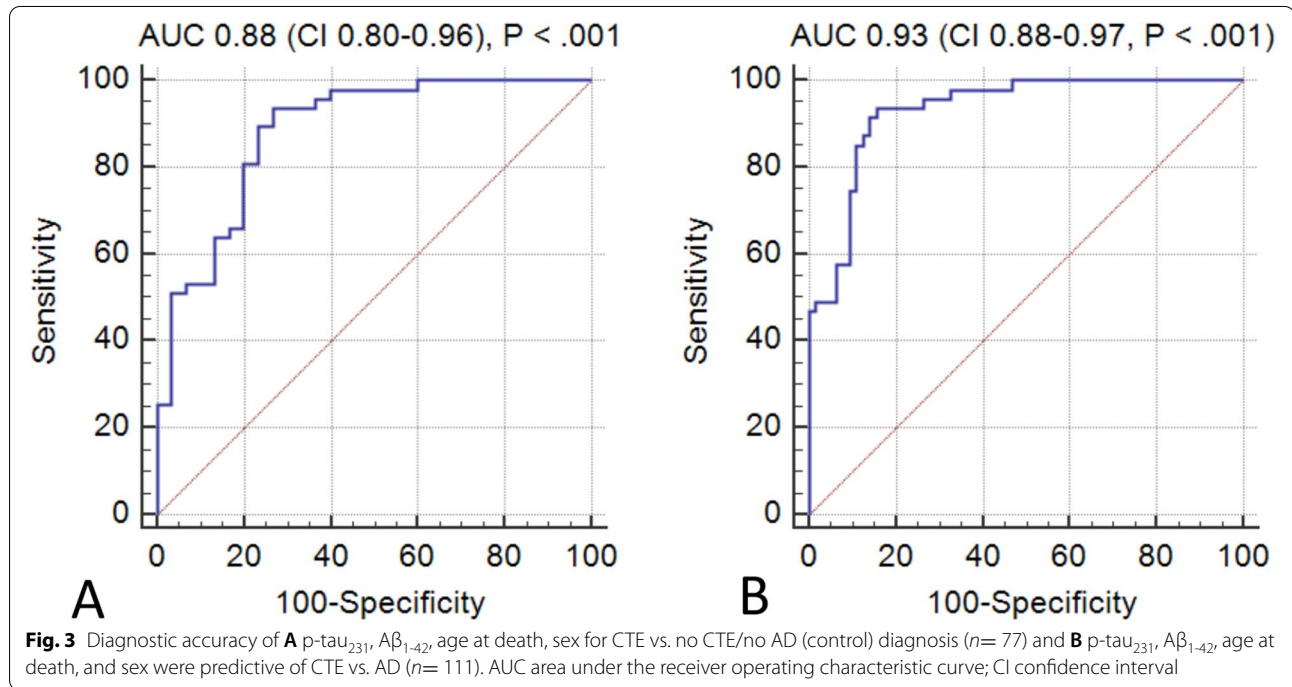 AUC 0.88 (CI 0.80-0.96), P < .001
100
80
60
40
20
0
Sensitivity
0 20 40 60 80 100
100-Specificity
A
AUC 0.93 (CI 0.88-0.97, P < .001)
100
80
60
40
20
0
Sensitivity
0 20 40 60 80 100
100-Specificity
B
Fig. 3 Diagnostic accuracy of A p-tau₂₃₁, Aβ₁₋₄₂, age at death, sex for CTE vs. no CTE/no AD (control) diagnosis (n= 77) and B p-tau₂₃₁, Aβ₁₋₄₂, age at
death, and sex were predictive of CTE vs. AD (n= 111). AUC area under the receiver operating characteristic curve; CI confidence interval